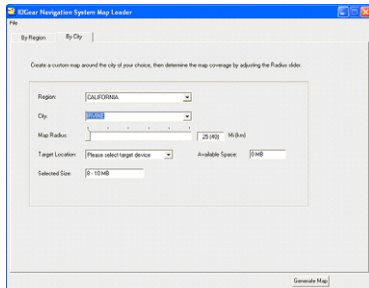 IOGear Navigation System Map Loader
File
By Region By City
Create a custom map around the city of your choice, then determine the map coverage by adjusting the Radius slider.
Region: CALIFORNIA
City: IRVINE
Map Radius: 25 (40) Mi (km)
Target Location: Please select target device Available Space: 0 MB
Selected Size: 8 - 10 MB
Generate Map